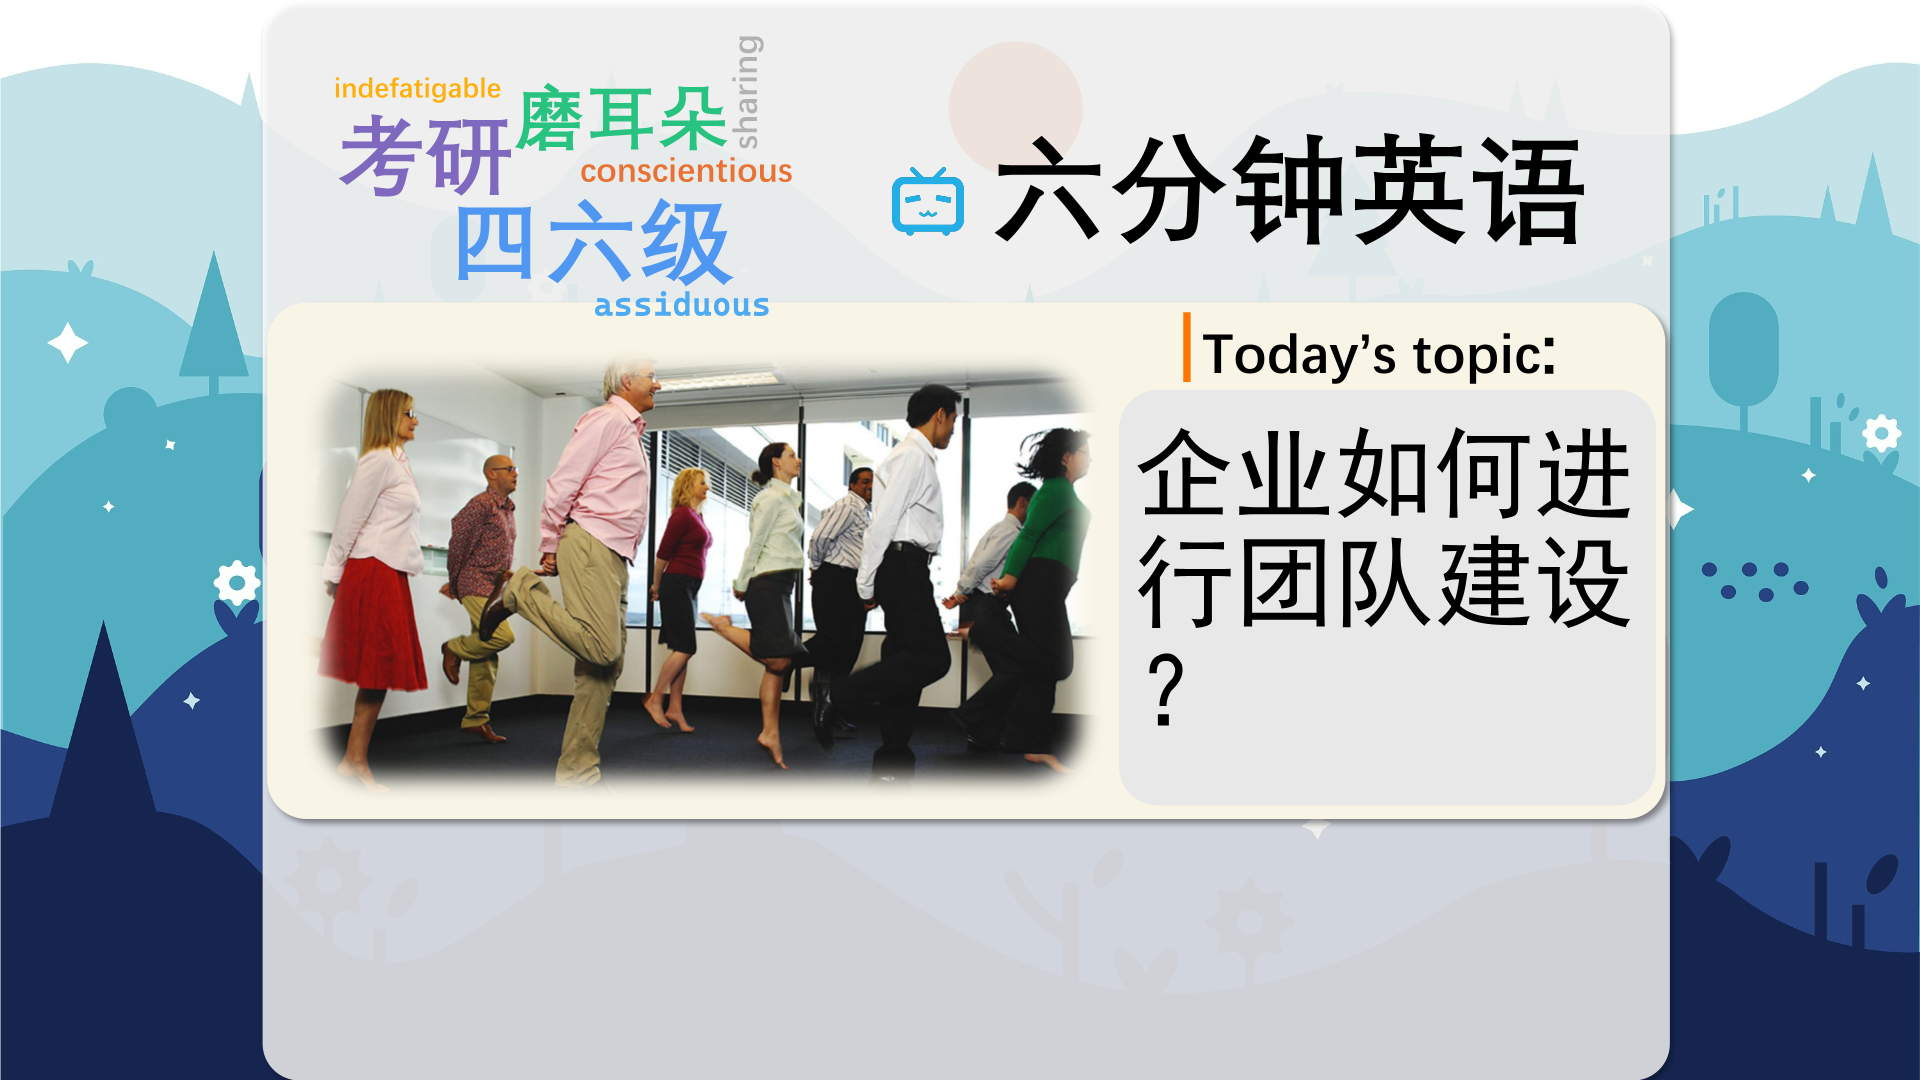 indefatigable
考研
磨耳朵
sharing
conscientious
四六级
assiduous
六分钟英语
Today’s topic:
企业如何进
行团队建设
？